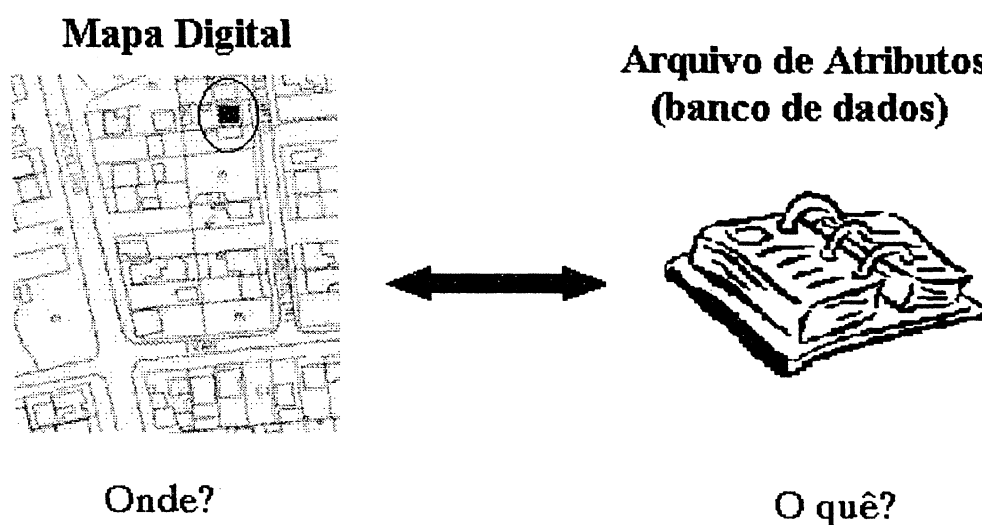 Mapa Digital
Arquivo de Atributos
(banco de dados)
Onde?
O quê?